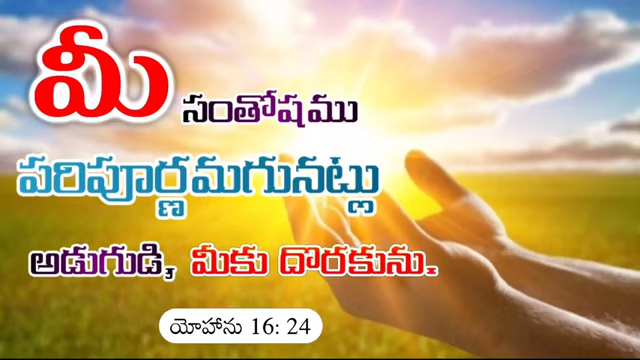 మీ సంతోషము
పరిపూర్ణమగునట్లు
అడుగుడి, మీకు దొరకును.
యోహాను 16: 24